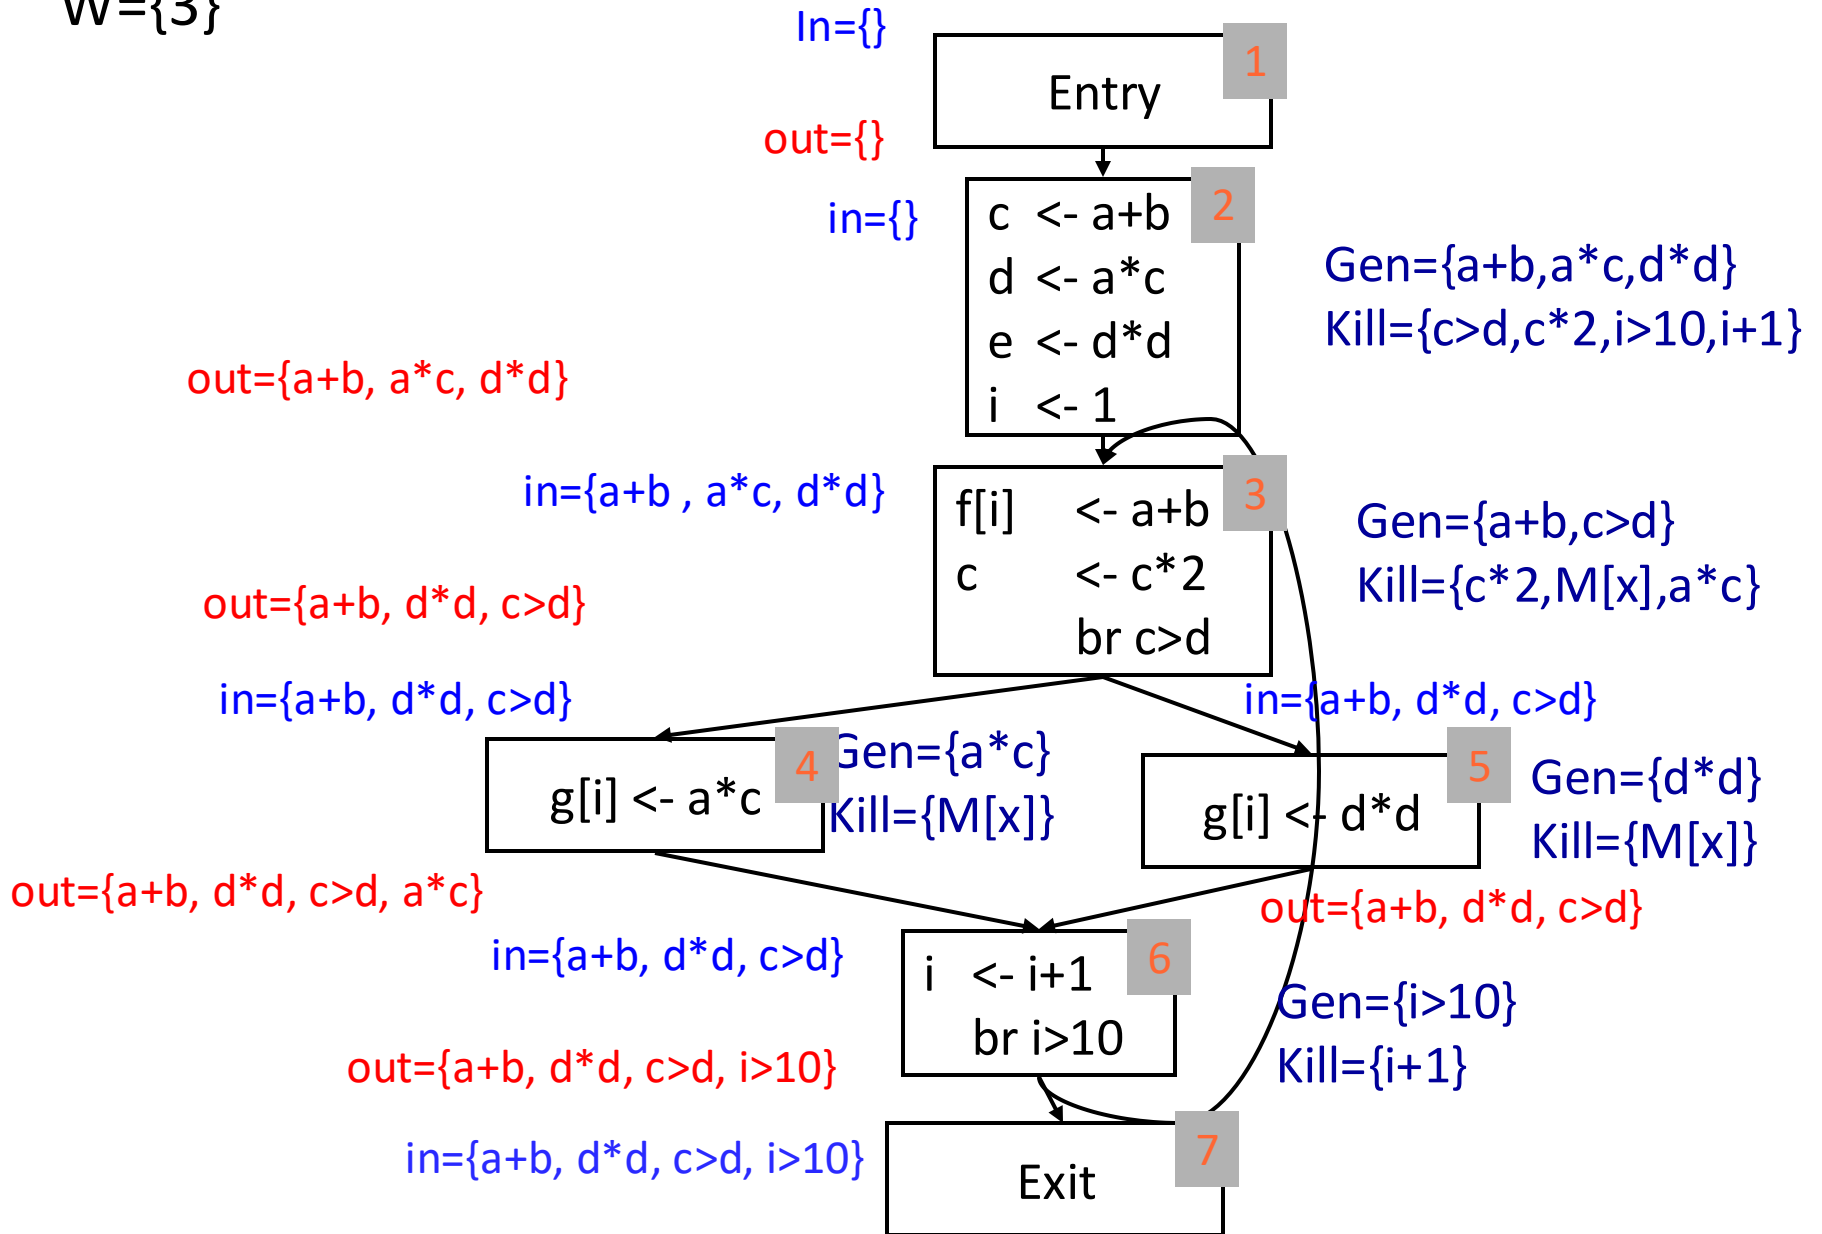 W={3}
In={}
1
Entry
out={}
in={}
2
c <- a+b
d <- a*c
e <- d*d
i <- 1
Gen={a+b,a*c,d*d}
Kill={c>d,c*2,i>10,i+1}
out={a+b, a*c, d*d}
in={a+b , a*c, d*d}
3
f[i] <- a+b
c <- c*2
br c>d
Gen={a+b,c>d}
Kill={c*2,M[x],a*c}
out={a+b, d*d, c>d}
in={a+b, d*d, c>d}
in={a+b, d*d, c>d}
4
g[i] <- a*c
Gen={a*c}
Kill={M[x]}
5
g[i] <- d*d
Gen={d*d}
Kill={M[x]}
out={a+b, d*d, c>d, a*c}
out={a+b, d*d, c>d}
in={a+b, d*d, c>d}
6
i <- i+1
br i>10
Gen={i>10}
Kill={i+1}
out={a+b, d*d, c>d, i>10}
in={a+b, d*d, c>d, i>10}
7
Exit